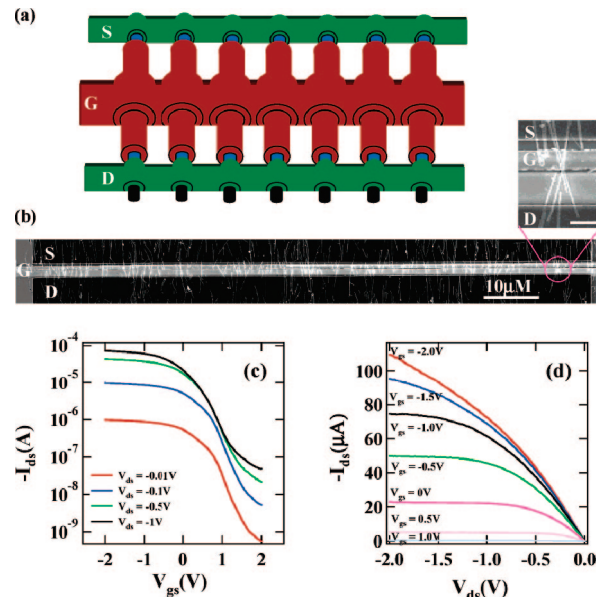 (a)
S
G
D
S
G
D
(b)
S
G
D
10μM
10⁻⁴
10⁻⁵
10⁻⁶
10⁻⁷
10⁻⁸
10⁻⁹
-I_ds(A)
(c)
V_ds = -0.01V
V_ds = -0.1V
V_ds = -0.5V
V_ds = -1V
-2 -1 0 1 2
V_gs(V)
(d)
100
80
60
40
20
0
-I_ds(μA)
V_gs = -2.0V
V_gs = -1.5V
V_gs = -1.0V
V_gs = -0.5V
V_gs = 0V
V_gs = 0.5V
V_gs = 1.0V
-2.0 -1.5 -1.0 -0.5 0.0
V_ds(V)